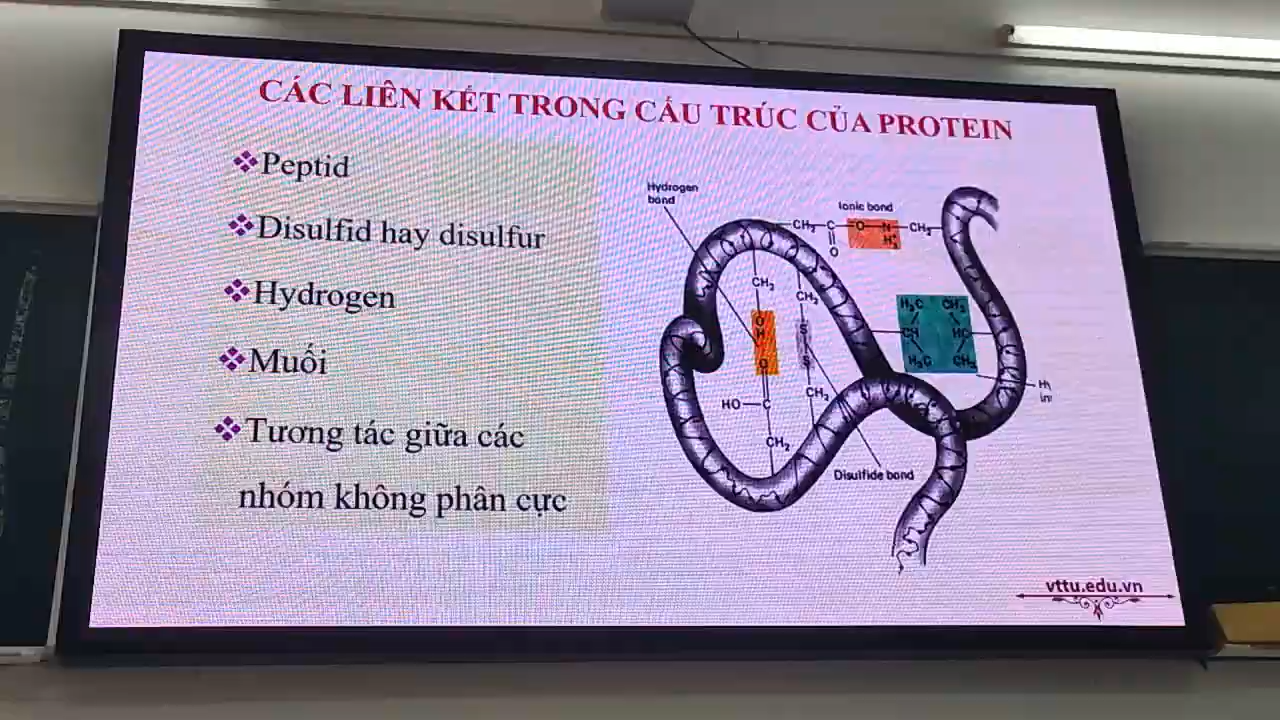 CÁC LIÊN KẾT TRONG CẤU TRÚC CỦA PROTEIN
❖Peptid
❖Disulfid hay disulfur
❖Hydrogen
❖Muối
❖Tương tác giữa các
nhóm không phân cực
Hydrogen
bond
Ionic bond
CH₂—C—O—N—CH₂
O
H₃⁺
CH₂
CH₂
O
H
O
HO—C
CH₂
S
S
CH₂
H₃C CH₃
CH HC
H₃C CH₃
Disulfide bond
vttu.edu.vn